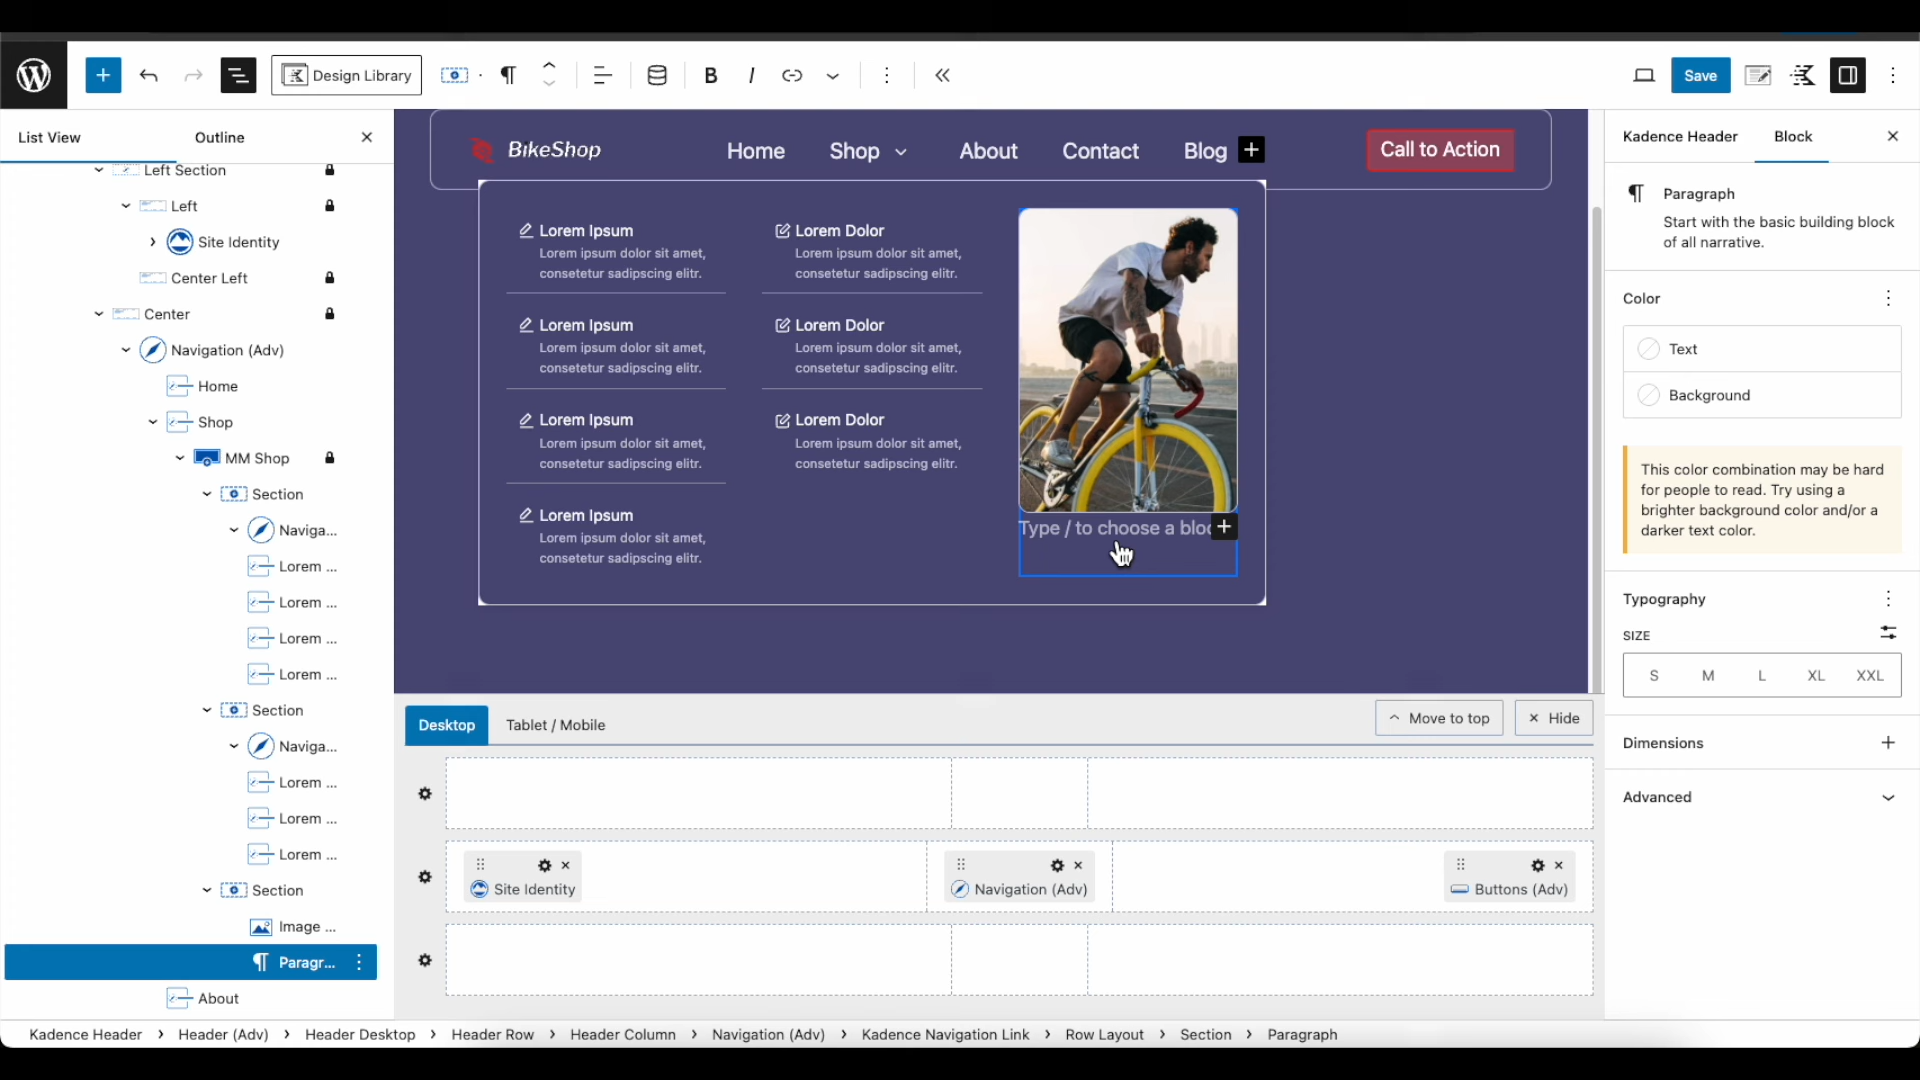 Design Library
B
I
Save
List View
Outline
Left Section
Left
Site Identity
Center Left
Center
Navigation (Adv)
Home
Shop
MM Shop
Section
Naviga...
Lorem ...
Lorem ...
Lorem ...
Lorem ...
Section
Naviga...
Lorem ...
Lorem ...
Lorem ...
Section
Image ...
Paragr...
About
BikeShop
Home
Shop
About
Contact
Blog
Call to Action
Lorem Ipsum
Lorem ipsum dolor sit amet,
consetetur sadipscing elitr.
Lorem Ipsum
Lorem ipsum dolor sit amet,
consetetur sadipscing elitr.
Lorem Ipsum
Lorem ipsum dolor sit amet,
consetetur sadipscing elitr.
Lorem Ipsum
Lorem ipsum dolor sit amet,
consetetur sadipscing elitr.
Lorem Dolor
Lorem ipsum dolor sit amet,
consetetur sadipscing elitr.
Lorem Dolor
Lorem ipsum dolor sit amet,
consetetur sadipscing elitr.
Lorem Dolor
Lorem ipsum dolor sit amet,
consetetur sadipscing elitr.
Type / to choose a bloc
Desktop
Tablet / Mobile
Move to top
Hide
Site Identity
Navigation (Adv)
Buttons (Adv)
Kadence Header
Block
Paragraph
Start with the basic building block
of all narrative.
Color
Text
Background
This color combination may be hard
for people to read. Try using a
brighter background color and/or a
darker text color.
Typography
SIZE
S M L XL XXL
Dimensions
Advanced
Kadence Header > Header (Adv) > Header Desktop > Header Row > Header Column > Navigation (Adv) > Kadence Navigation Link > Row Layout > Section > Paragraph